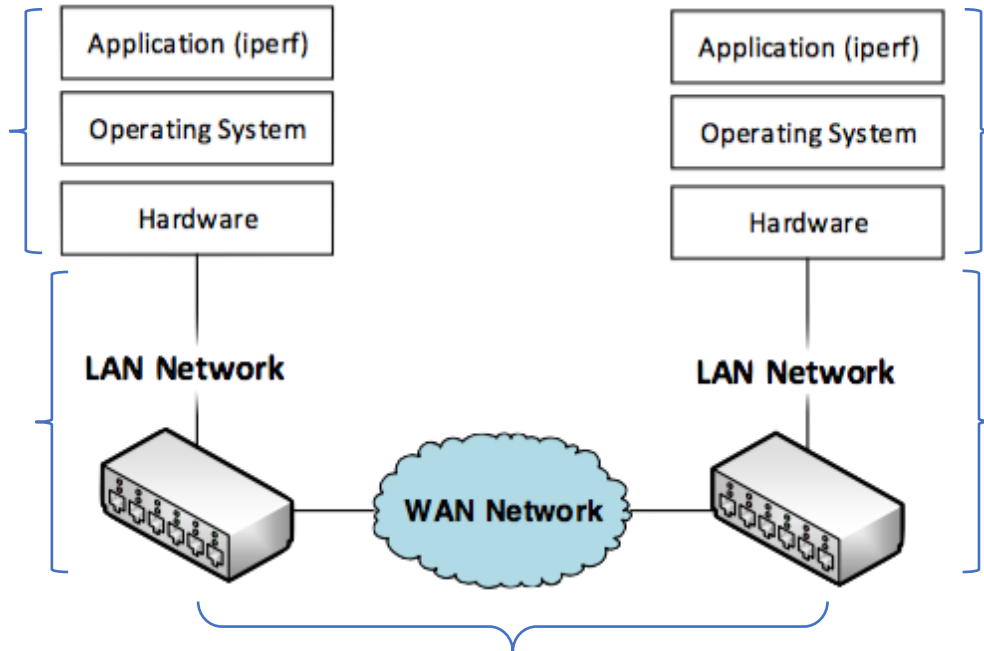 Application (iperf)
Operating System
Hardware
LAN Network
Application (iperf)
Operating System
Hardware
LAN Network
WAN Network